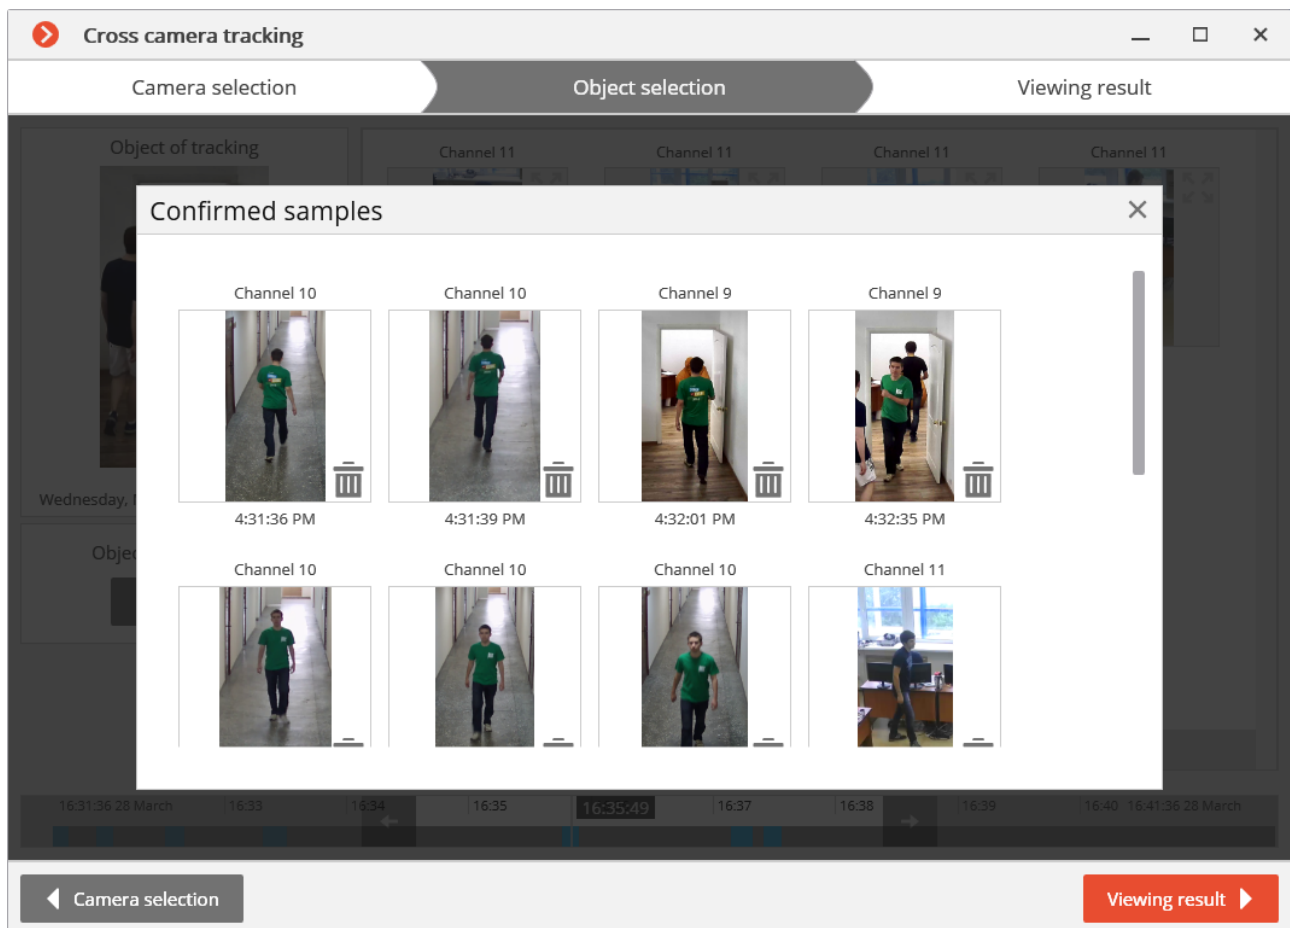 Cross camera tracking
Camera selection
Object selection
Viewing result
Object of tracking
Channel 11
Channel 11
Channel 11
Channel 11
Confirmed samples
Channel 10
Channel 10
Channel 9
Channel 9
4:31:36 PM
4:31:39 PM
4:32:01 PM
4:32:35 PM
Wednesday,
Channel 10
Channel 10
Channel 10
Channel 11
16:31:36 28 March
16:33
16:34
16:35
16:35:49
16:37
16:38
16:39
16:40
16:41:36 28 March
Camera selection
Viewing result